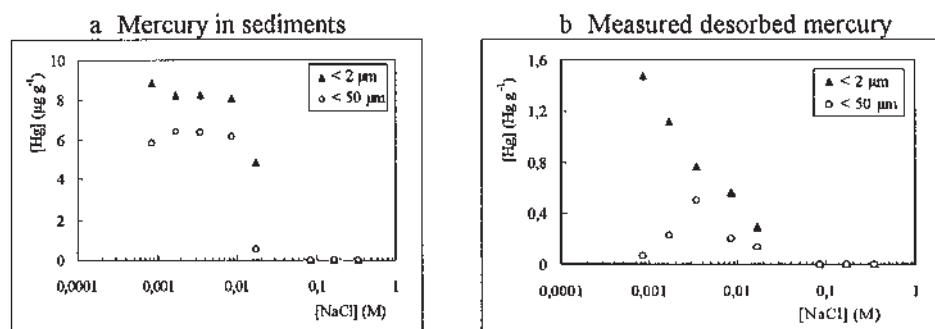 a Mercury in sediments
10
8
6
4
2
0
[Hg] (µg g⁻¹)
▲ < 2 µm
○ < 50 µm
0,0001 0,001 0,01 0,1 1
[NaCl] (M)
b Measured desorbed mercury
1,6
1,2
0,8
0,4
0
[Hg] (Hg g⁻¹)
▲ < 2 µm
○ < 50 µm
0,0001 0,001 0,01 0,1 1
[NaCl] (M)